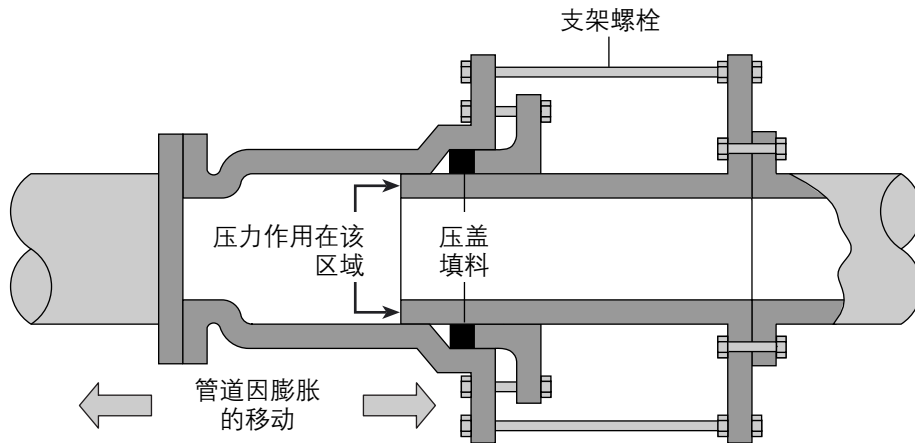 支架螺栓
压力作用在该
区域
压盖
填料
管道因膨胀
的移动